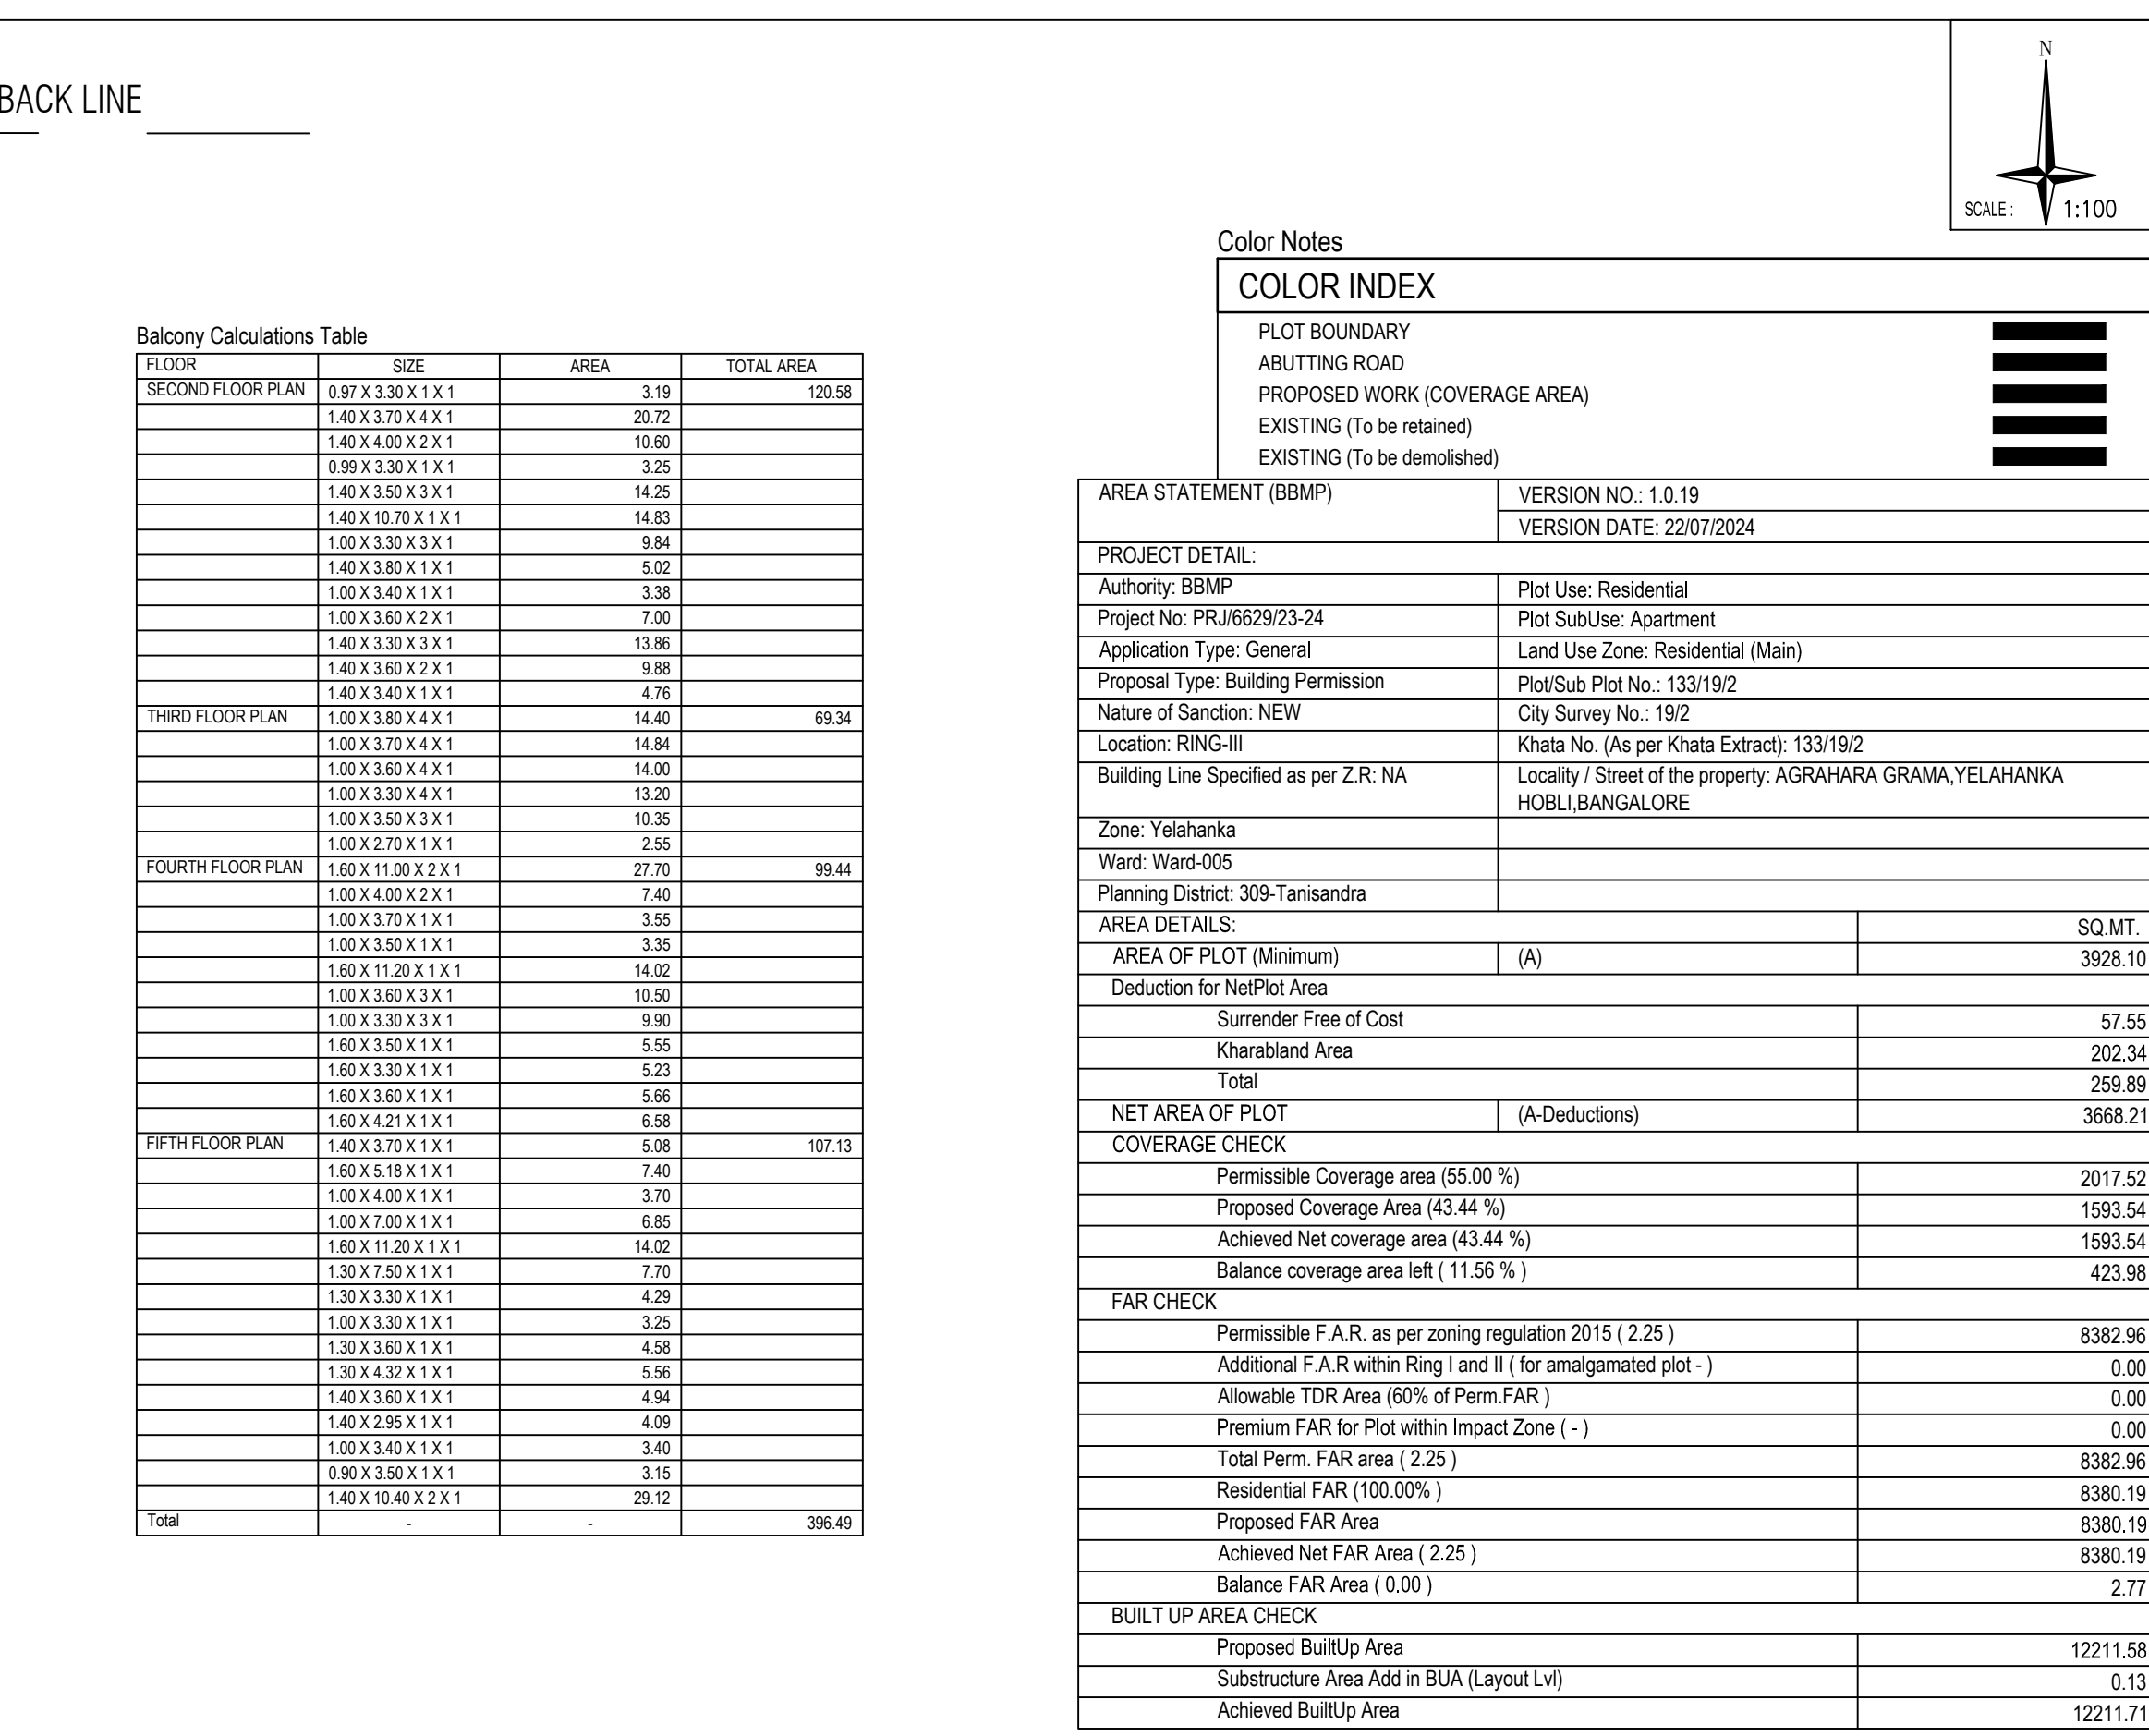 BACK LINE
N
SCALE : 1:100
Balcony Calculations Table
FLOOR SIZE AREA TOTAL AREA
SECOND FLOOR PLAN 0.97 X 3.30 X 1 X 1 3.19 120.58
1.40 X 3.70 X 4 X 1 20.72
1.40 X 4.00 X 2 X 1 10.60
0.99 X 3.30 X 1 X 1 3.25
1.40 X 3.50 X 3 X 1 14.25
1.40 X 10.70 X 1 X 1 14.83
1.00 X 3.30 X 3 X 1 9.84
1.40 X 3.80 X 1 X 1 5.02
1.00 X 3.40 X 1 X 1 3.38
1.00 X 3.60 X 2 X 1 7.00
1.40 X 3.30 X 3 X 1 13.86
1.40 X 3.60 X 2 X 1 9.88
1.40 X 3.40 X 1 X 1 4.76
THIRD FLOOR PLAN 1.00 X 3.80 X 4 X 1 14.40 69.34
1.00 X 3.70 X 4 X 1 14.84
1.00 X 3.60 X 4 X 1 14.00
1.00 X 3.30 X 4 X 1 13.20
1.00 X 3.50 X 3 X 1 10.35
1.00 X 2.70 X 1 X 1 2.55
FOURTH FLOOR PLAN 1.60 X 11.00 X 2 X 1 27.70 99.44
1.00 X 4.00 X 2 X 1 7.40
1.00 X 3.70 X 1 X 1 3.55
1.00 X 3.50 X 1 X 1 3.35
1.60 X 11.20 X 1 X 1 14.02
1.00 X 3.60 X 3 X 1 10.50
1.00 X 3.30 X 3 X 1 9.90
1.60 X 3.50 X 1 X 1 5.55
1.60 X 3.30 X 1 X 1 5.23
1.60 X 3.60 X 1 X 1 5.66
1.60 X 4.21 X 1 X 1 6.58
FIFTH FLOOR PLAN 1.40 X 3.70 X 1 X 1 5.08 107.13
1.60 X 5.18 X 1 X 1 7.40
1.00 X 4.00 X 1 X 1 3.70
1.00 X 7.00 X 1 X 1 6.85
1.60 X 11.20 X 1 X 1 14.02
1.30 X 7.50 X 1 X 1 7.70
1.30 X 3.30 X 1 X 1 4.29
1.00 X 3.30 X 1 X 1 3.25
1.30 X 3.60 X 1 X 1 4.58
1.30 X 4.32 X 1 X 1 5.56
1.40 X 3.60 X 1 X 1 4.94
1.40 X 2.95 X 1 X 1 4.09
1.00 X 3.40 X 1 X 1 3.40
0.90 X 3.50 X 1 X 1 3.15
1.40 X 10.40 X 2 X 1 29.12
Total - - 396.49
Color Notes
COLOR INDEX
PLOT BOUNDARY
ABUTTING ROAD
PROPOSED WORK (COVERAGE AREA)
EXISTING (To be retained)
EXISTING (To be demolished)
AREA STATEMENT (BBMP) VERSION NO.: 1.0.19
VERSION DATE: 22/07/2024
PROJECT DETAIL:
Authority: BBMP Plot Use: Residential
Project No: PRJ/6629/23-24 Plot SubUse: Apartment
Application Type: General Land Use Zone: Residential (Main)
Proposal Type: Building Permission Plot/Sub Plot No.: 133/19/2
Nature of Sanction: NEW City Survey No.: 19/2
Location: RING-III Khata No. (As per Khata Extract): 133/19/2
Building Line Specified as per Z.R: NA Locality / Street of the property: AGRAHARA GRAMA,YELAHANKA
HOBLI,BANGALORE
Zone: Yelahanka
Ward: Ward-005
Planning District: 309-Tanisandra
AREA DETAILS: SQ.MT.
AREA OF PLOT (Minimum) (A) 3928.10
Deduction for NetPlot Area
Surrender Free of Cost 57.55
Kharabland Area 202.34
Total 259.89
NET AREA OF PLOT (A-Deductions) 3668.21
COVERAGE CHECK
Permissible Coverage area (55.00 %) 2017.52
Proposed Coverage Area (43.44 %) 1593.54
Achieved Net coverage area (43.44 %) 1593.54
Balance coverage area left ( 11.56 % ) 423.98
FAR CHECK
Permissible F.A.R. as per zoning regulation 2015 ( 2.25 ) 8382.96
Additional F.A.R within Ring I and II ( for amalgamated plot - ) 0.00
Allowable TDR Area (60% of Perm.FAR ) 0.00
Premium FAR for Plot within Impact Zone ( - ) 0.00
Total Perm. FAR area ( 2.25 ) 8382.96
Residential FAR (100.00% ) 8380.19
Proposed FAR Area 8380.19
Achieved Net FAR Area ( 2.25 ) 8380.19
Balance FAR Area ( 0.00 ) 2.77
BUILT UP AREA CHECK
Proposed BuiltUp Area 12211.58
Substructure Area Add in BUA (Layout Lvl) 0.13
Achieved BuiltUp Area 12211.71